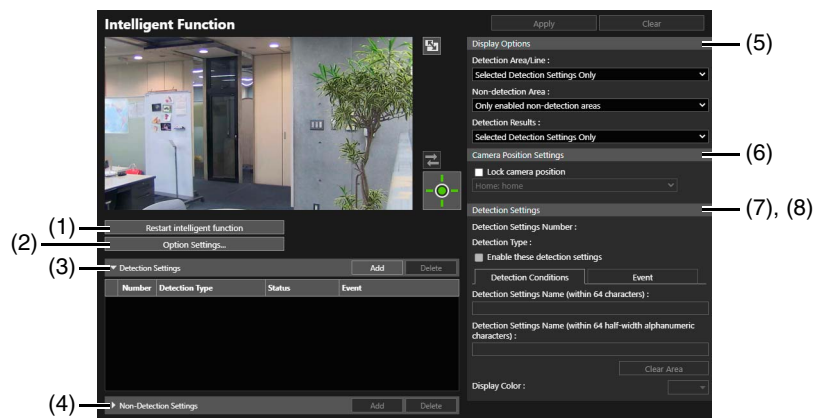 Intelligent Function
Apply
Clear
Display Options
(5)
Detection Area/Line :
Selected Detection Settings Only
Non-detection Area :
Only enabled non-detection areas
Detection Results :
Selected Detection Settings Only
Camera Position Settings
(6)
Lock camera position
Home: home
(1)
Restart intelligent function
(2)
Option Settings...
(3)
Detection Settings
Add
Delete
Number Detection Type Status Event
(4)
Non-Detection Settings
Add
Delete
Detection Settings
(7), (8)
Detection Settings Number :
Detection Type :
Enable these detection settings
Detection Conditions
Event
Detection Settings Name (within 64 characters) :
Detection Settings Name (within 64 half-width alphanumeric
characters) :
Clear Area
Display Color :